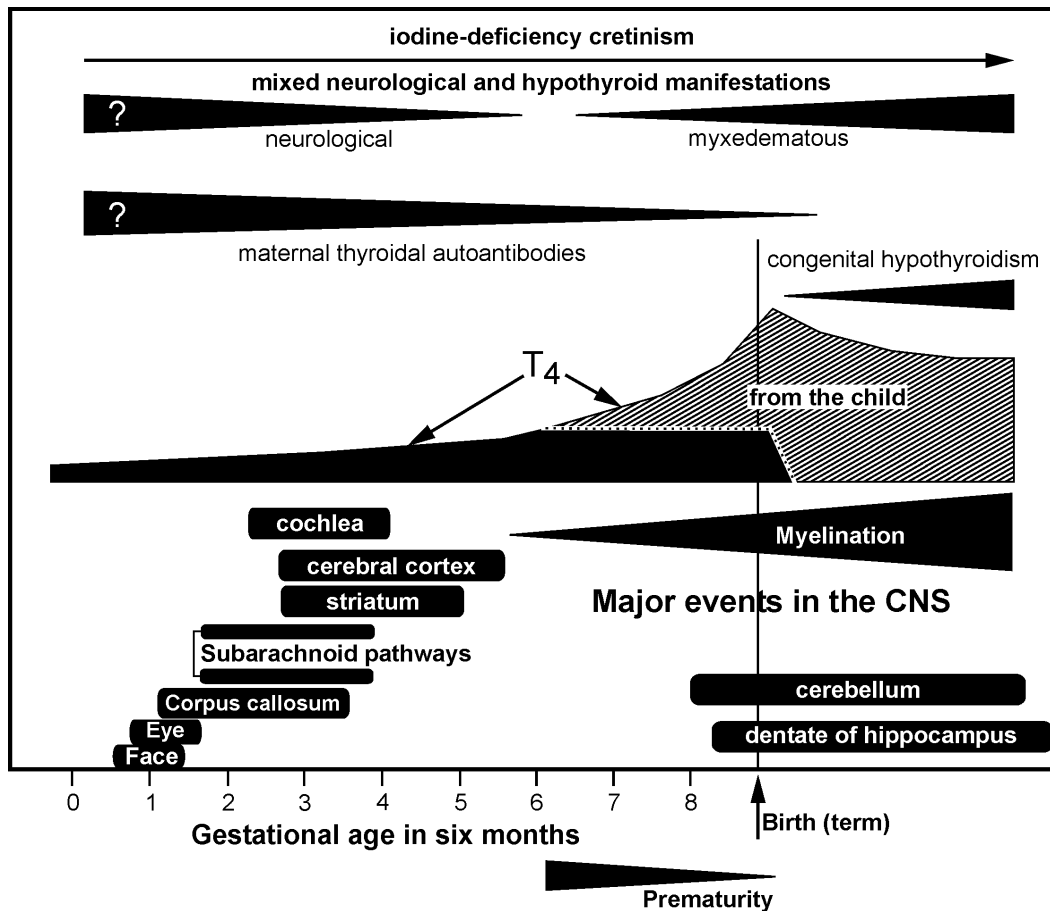 iodine-deficiency cretinism
mixed neurological and hypothyroid manifestations
?
neurological
myxedematous
?
maternal thyroidal autoantibodies
congenital hypothyroidism
T4
from the child
cochlea
Myelination
cerebral cortex
striatum
Major events in the CNS
Subarachnoid pathways
cerebellum
Corpus callosum
Eye
dentate of hippocampus
Face
0 1 2 3 4 5 6 7 8
Birth (term)
Gestational age in six months
Prematurity